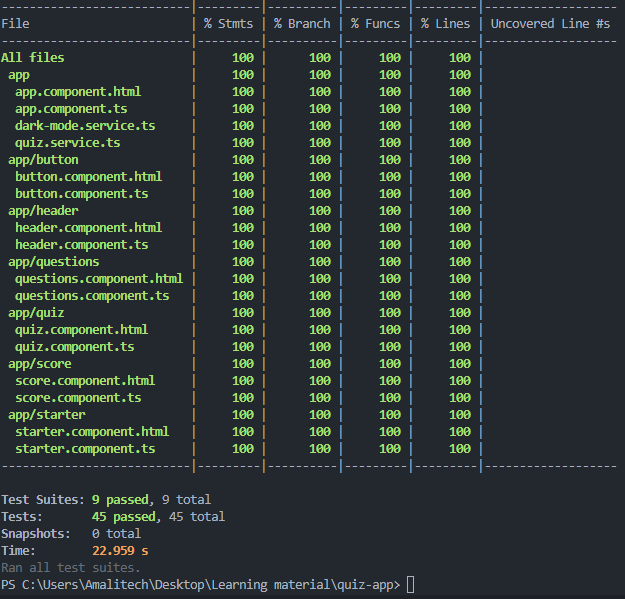 -----------------------------|---------|----------|---------|---------|-------------------
File                         | % Stmts | % Branch | % Funcs | % Lines | Uncovered Line #s
-----------------------------|---------|----------|---------|---------|-------------------
All files                    |     100 |      100 |     100 |     100 |
 app                         |     100 |      100 |     100 |     100 |
  app.component.html         |     100 |      100 |     100 |     100 |
  app.component.ts           |     100 |      100 |     100 |     100 |
  dark-mode.service.ts       |     100 |      100 |     100 |     100 |
  quiz.service.ts            |     100 |      100 |     100 |     100 |
 app/button                  |     100 |      100 |     100 |     100 |
  button.component.html      |     100 |      100 |     100 |     100 |
  button.component.ts        |     100 |      100 |     100 |     100 |
 app/header                  |     100 |      100 |     100 |     100 |
  header.component.html      |     100 |      100 |     100 |     100 |
  header.component.ts        |     100 |      100 |     100 |     100 |
 app/questions               |     100 |      100 |     100 |     100 |
  questions.component.html   |     100 |      100 |     100 |     100 |
  questions.component.ts     |     100 |      100 |     100 |     100 |
 app/quiz                    |     100 |      100 |     100 |     100 |
  quiz.component.html        |     100 |      100 |     100 |     100 |
  quiz.component.ts          |     100 |      100 |     100 |     100 |
 app/score                   |     100 |      100 |     100 |     100 |
  score.component.html       |     100 |      100 |     100 |     100 |
  score.component.ts         |     100 |      100 |     100 |     100 |
 app/starter                 |     100 |      100 |     100 |     100 |
  starter.component.html     |     100 |      100 |     100 |     100 |
  starter.component.ts       |     100 |      100 |     100 |     100 |
-----------------------------|---------|----------|---------|---------|-------------------
Test Suites: 9 passed, 9 total
Tests:       45 passed, 45 total
Snapshots:   0 total
Time:        22.959 s
Ran all test suites.
PS C:\Users\Amalitech\Desktop\Learning material\quiz-app>